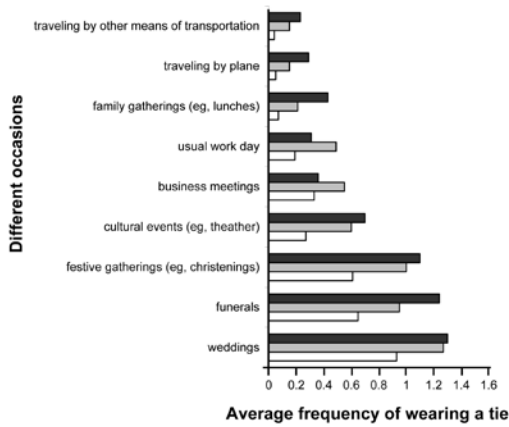 traveling by other means of transportation
traveling by plane
family gatherings (eg, lunches)
usual work day
business meetings
cultural events (eg, theather)
festive gatherings (eg, christenings)
funerals
weddings
Different occasions
0 0.2 0.4 0.6 0.8 1 1.2 1.4 1.6
Average frequency of wearing a tie